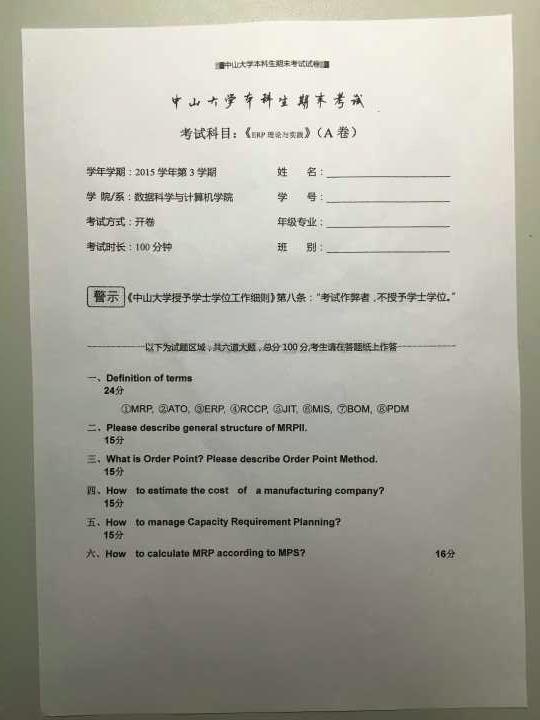 中山大学本科生期末考试试卷
中山大学本科生期末考试
考试科目：《ERP 理论与实践》（A 卷）
学年学期：2015 学年第 3 学期 姓 名：
学 院/系：数据科学与计算机学院 学 号：
考试方式：开卷 年级专业：
考试时长：100 分钟 班 别：
警示 《中山大学授予学士学位工作细则》第八条：“考试作弊者，不授予学士学位。”
以下为试题区域，共六道大题，总分 100 分,考生请在答题纸上作答
一、Definition of terms
24分
①MRP, ②ATO, ③ERP, ④RCCP, ⑤JIT, ⑥MIS, ⑦BOM, ⑧PDM
二、Please describe general structure of MRPII.
15分
三、What is Order Point? Please describe Order Point Method.
15分
四、How to estimate the cost of a manufacturing company?
15分
五、How to manage Capacity Requirement Planning?
15分
六、How to calculate MRP according to MPS? 16分